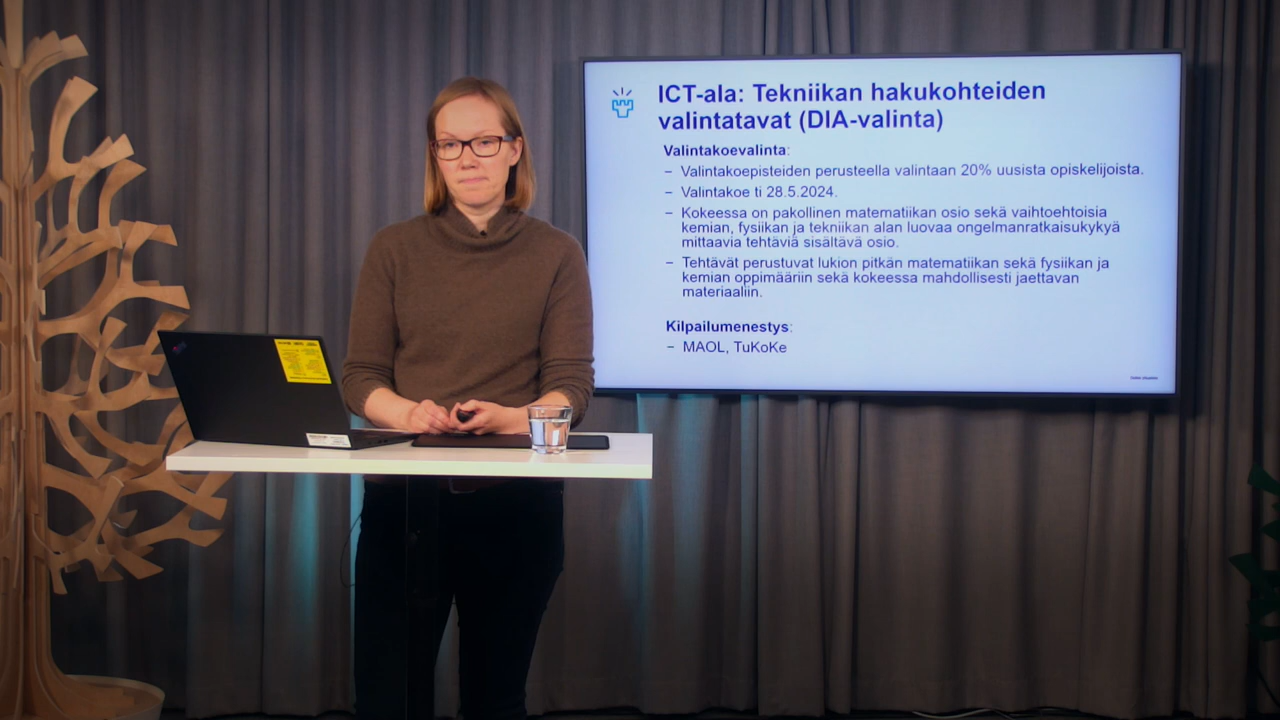 ICT-ala: Tekniikan hakukohteiden
valintatavat (DIA-valinta)
Valintakoevalinta:
– Valintakoepisteiden perusteella valintaan 20% uusista opiskelijoista.
– Valintakoe ti 28.5.2024.
– Kokeessa on pakollinen matematiikan osio sekä vaihtoehtoisia
kemian, fysiikan ja tekniikan alan luovaa ongelmanratkaisukykyä
mittaavia tehtäviä sisältävä osio.
– Tehtävät perustuvat lukion pitkän matematiikan sekä fysiikan ja
kemian oppimääriin sekä kokeessa mahdollisesti jaettavan
materiaaliin.
Kilpailumenestys:
– MAOL, TuKoKe